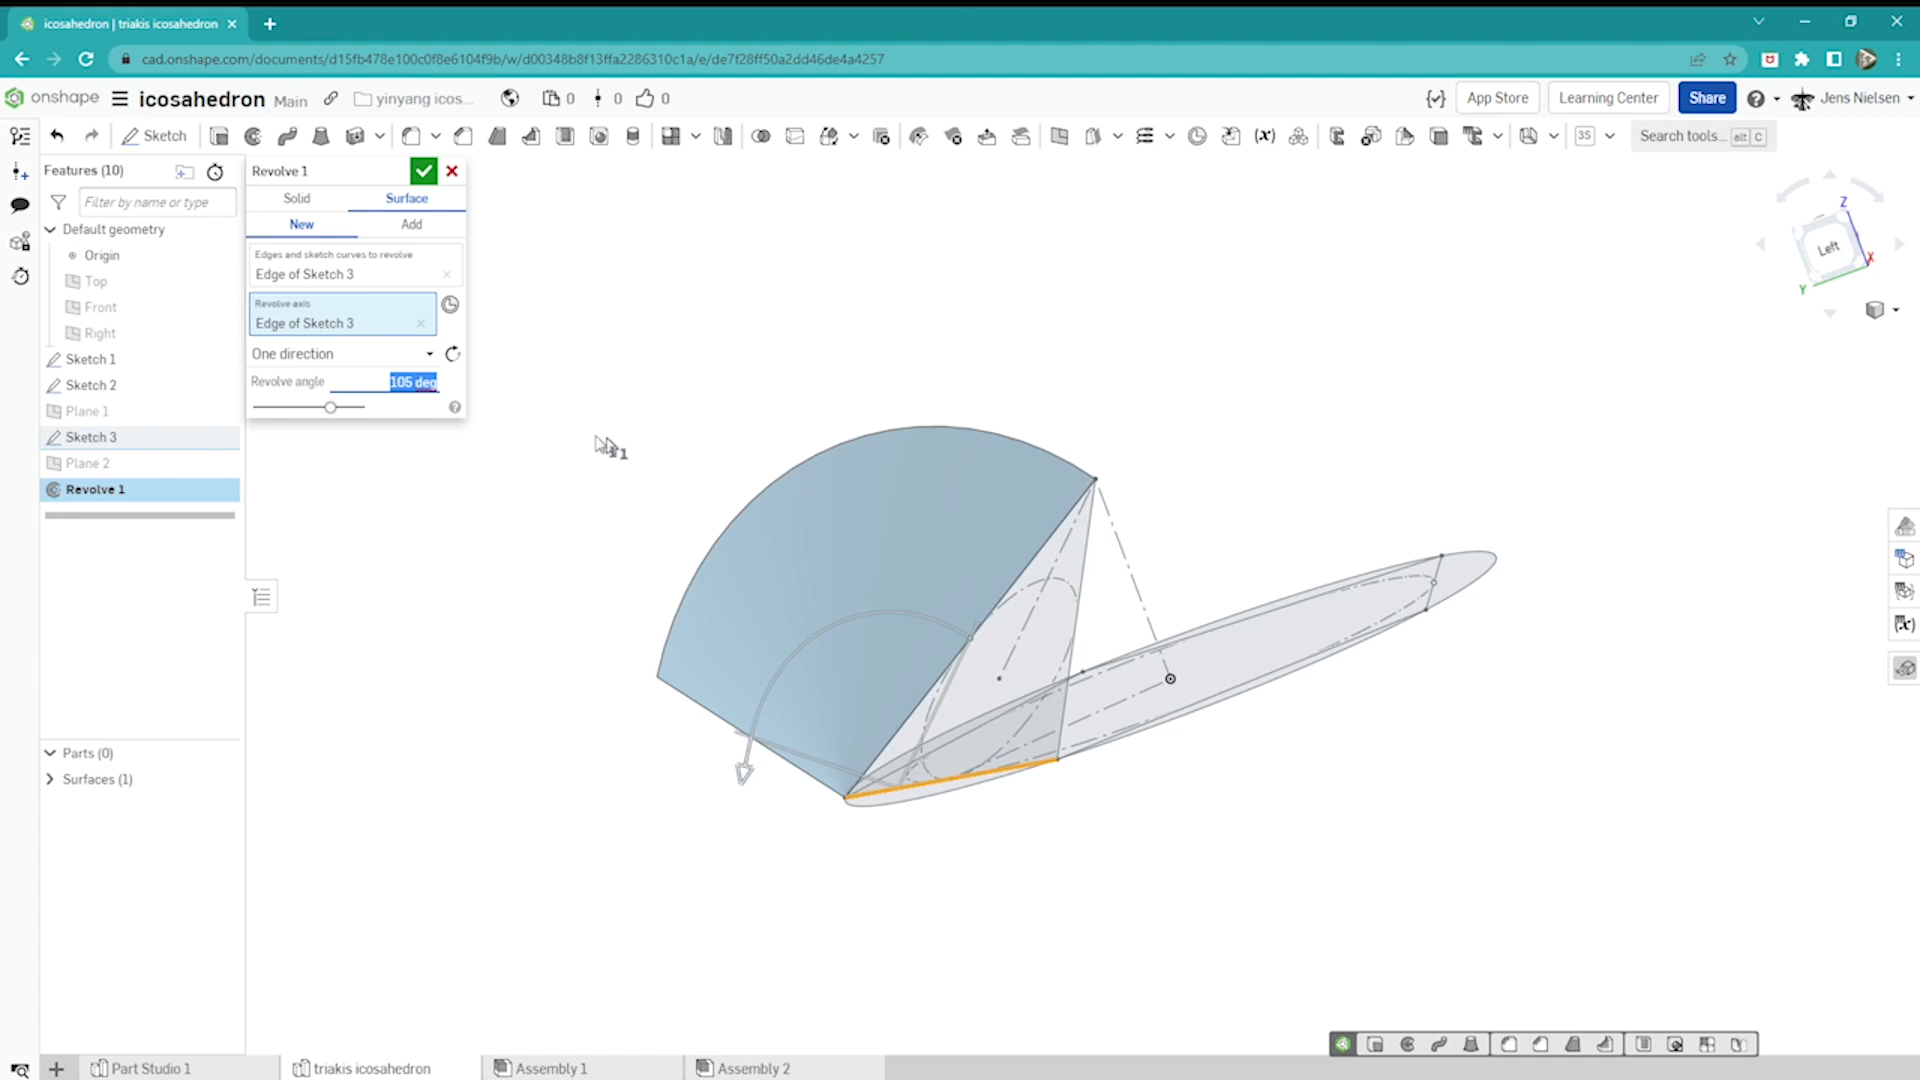 icosahedron | triakis icosahedron
cad.onshape.com/documents/d15fb478e100c0f8e6104f9b/w/d00348b8f13ffa2286310c1a/e/de7f28ff50a2dd46de4a4257
onshape icosahedron Main yinyang icos... 0 0 0 App Store Learning Center Share Jens Nielsen
Sketch Search tools... alt C
Features (10)
Filter by name or type
Default geometry
Origin
Top
Front
Right
Sketch 1
Sketch 2
Plane 1
Sketch 3
Plane 2
Revolve 1
Parts (0)
Surfaces (1)
Revolve 1
Solid Surface
New Add
Edges and sketch curves to revolve
Edge of Sketch 3
Revolve axis
Edge of Sketch 3
One direction
Revolve angle 105 deg
Z
Left
X
Y
Part Studio 1 triakis icosahedron Assembly 1 Assembly 2